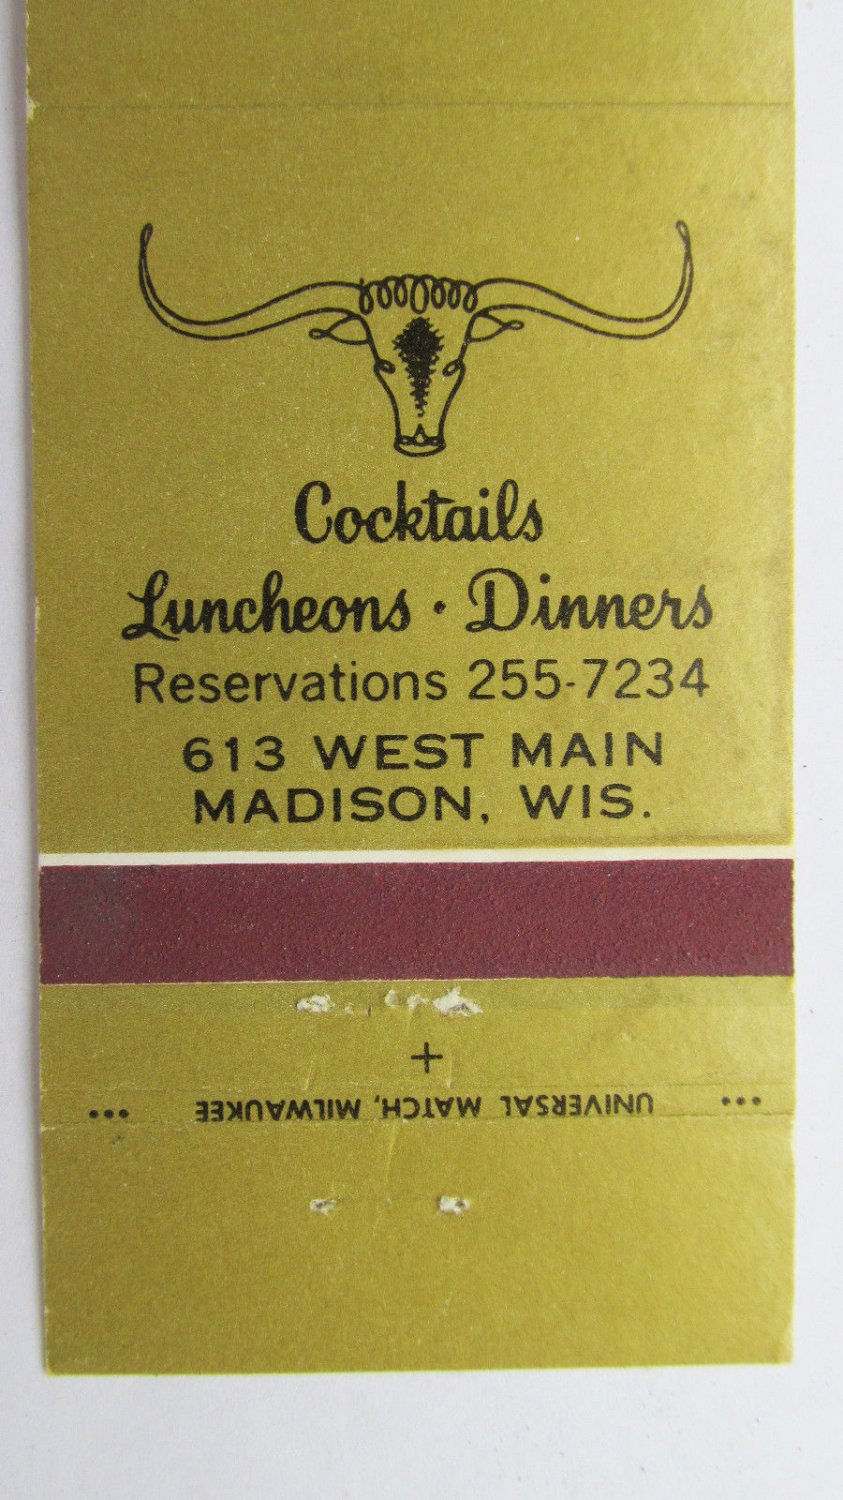 Cocktails
Luncheons · Dinners
Reservations 255-7234
613 WEST MAIN
MADISON, WIS.
+
... UNIVERSAL MATCH, MILWAUKEE ...